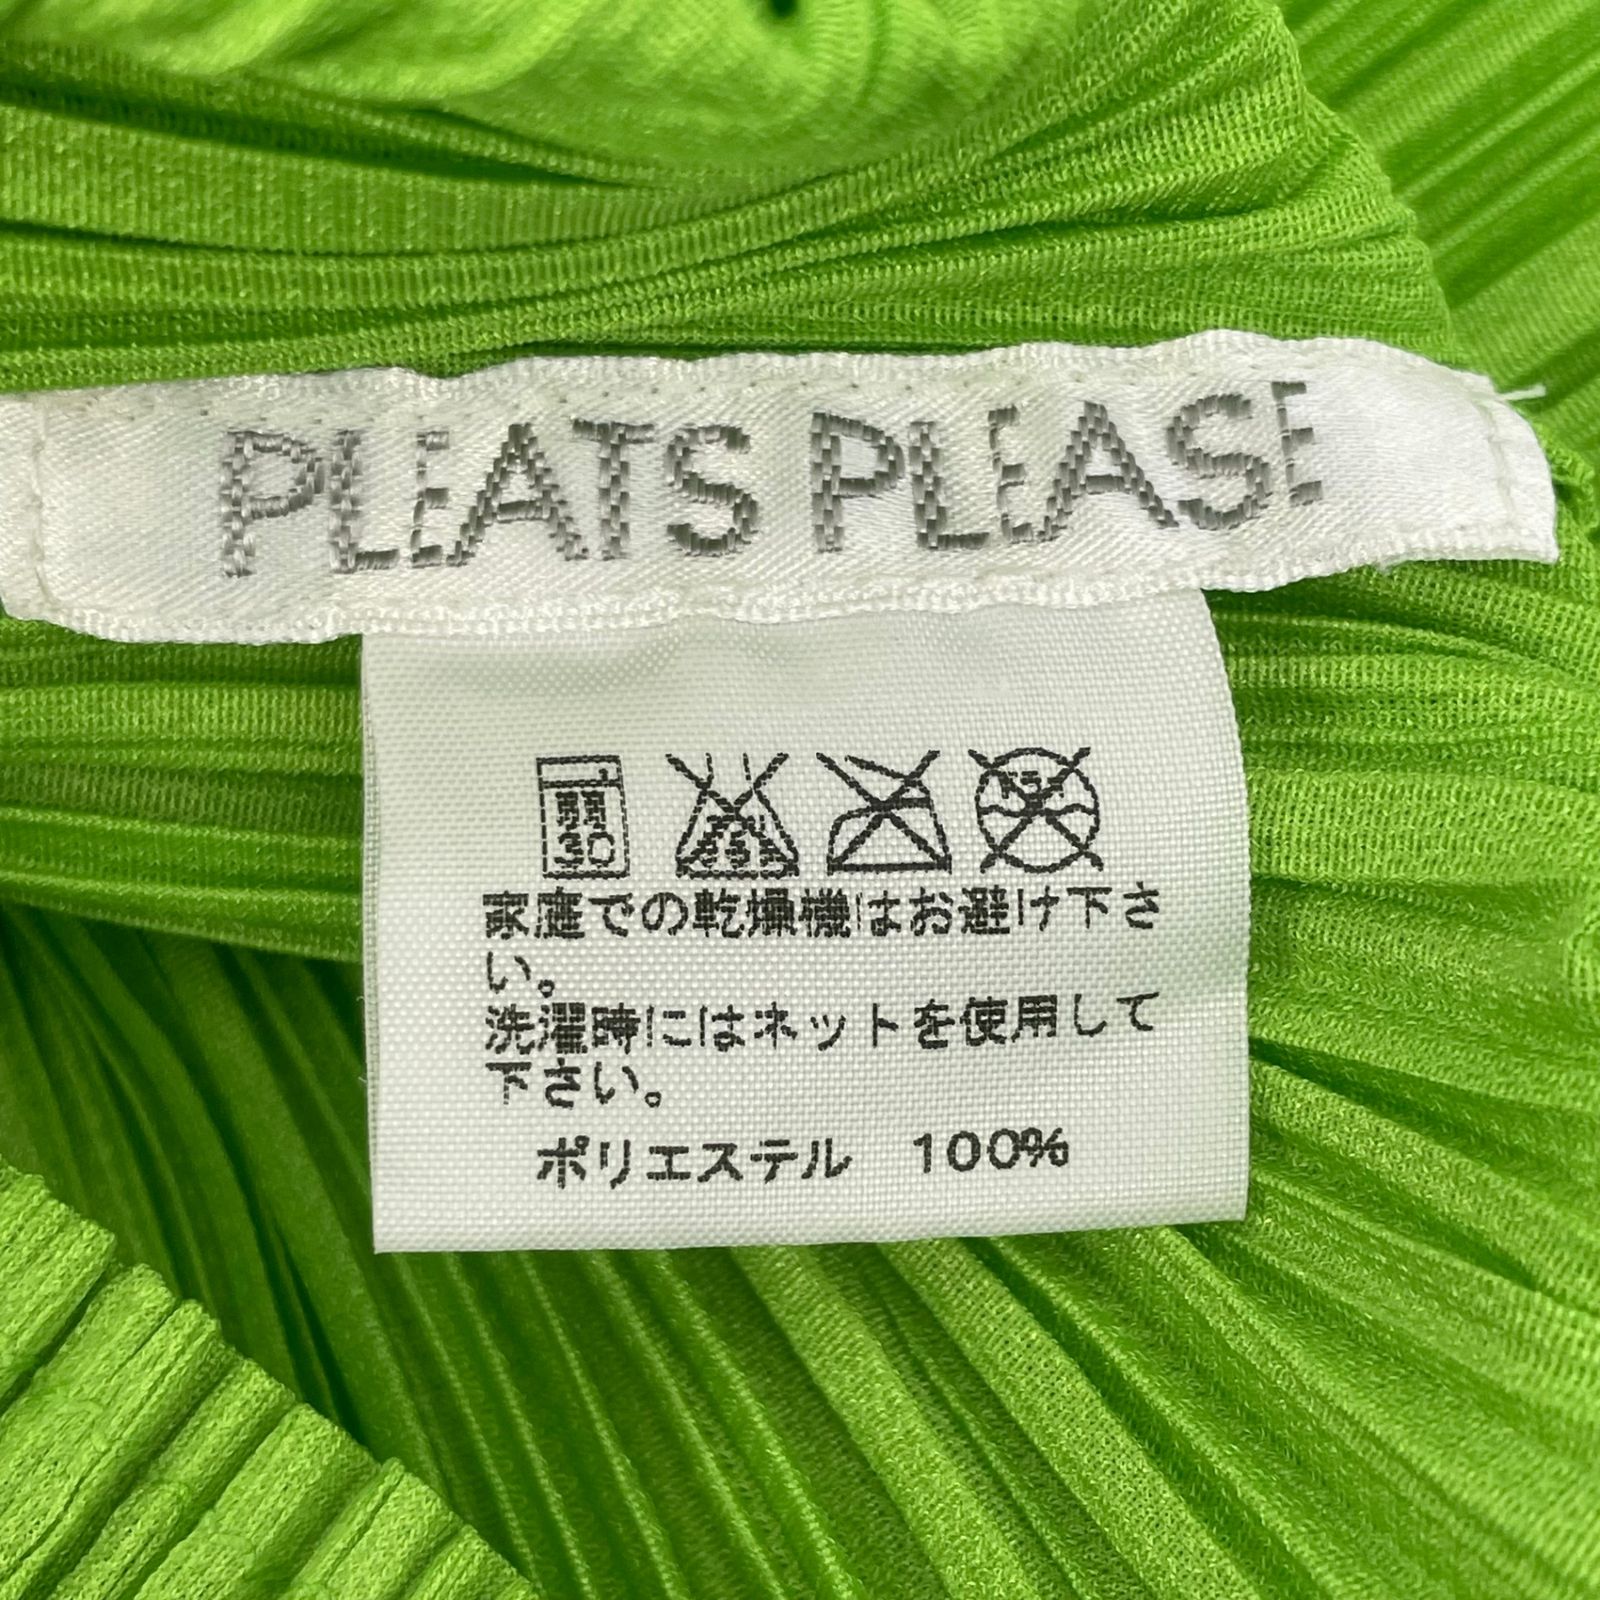 PLEATS PLEASE
弱
30
家庭での乾燥機はお避け下さ
い。
洗濯時にはネットを使用して
下さい。
ポリエステル 100%